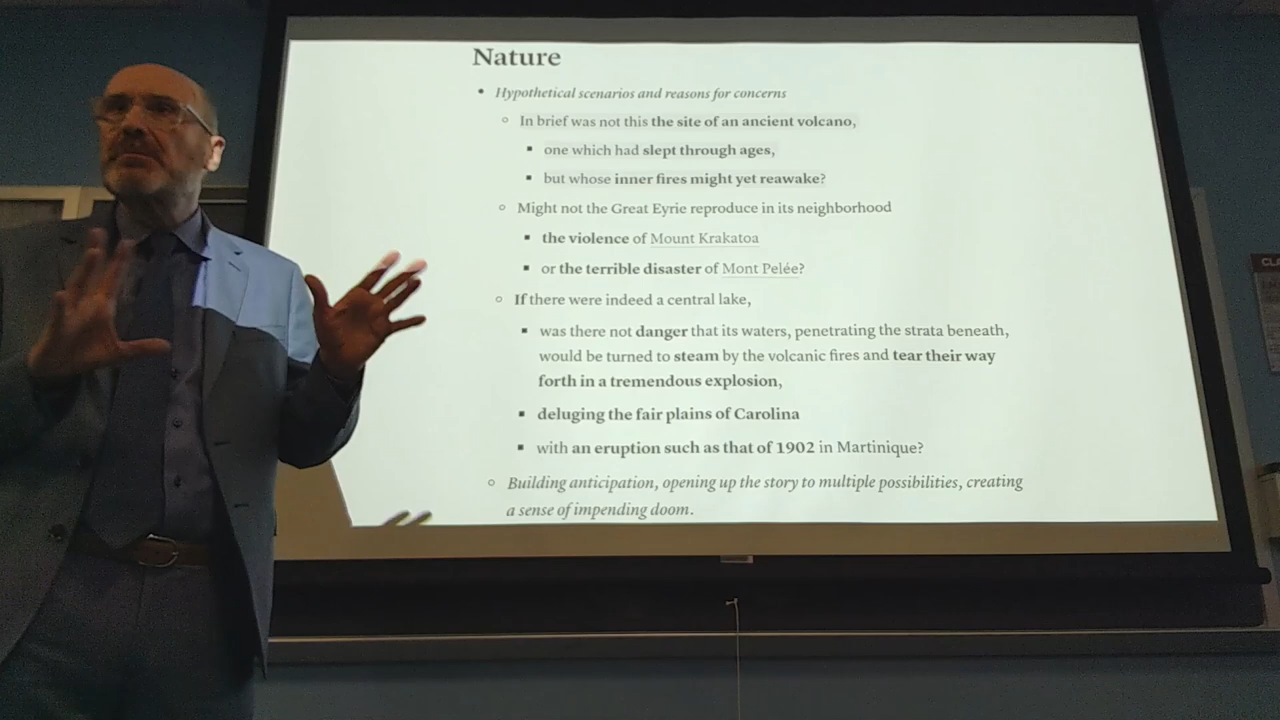 Nature
Hypothetical scenarios and reasons for concerns
In brief was not this the site of an ancient volcano,
one which had slept through ages,
but whose inner fires might yet reawake?
Might not the Great Eyrie reproduce in its neighborhood
the violence of Mount Krakatoa
or the terrible disaster of Mont Pelée?
If there were indeed a central lake,
was there not danger that its waters, penetrating the strata beneath,
would be turned to steam by the volcanic fires and tear their way
forth in a tremendous explosion,
deluging the fair plains of Carolina
with an eruption such as that of 1902 in Martinique?
Building anticipation, opening up the story to multiple possibilities, creating
a sense of impending doom.